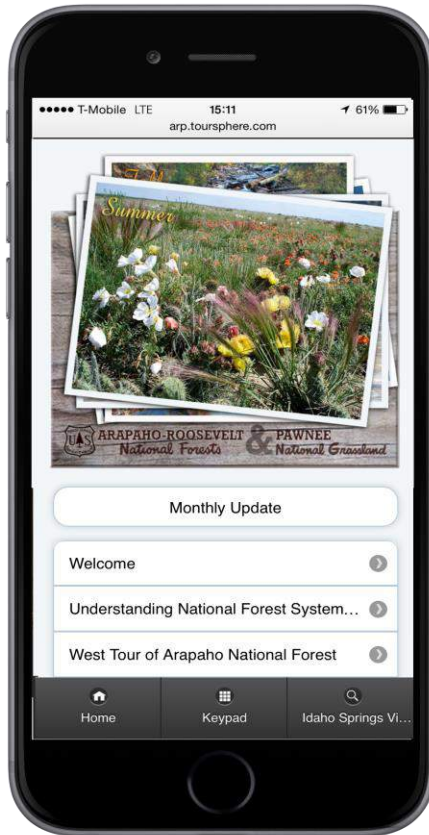 T-Mobile LTE 15:11 61%
arp.toursphere.com
Summer
US ARAPAHO-ROOSEVELT & PAWNEE
National Forests National Grassland
Monthly Update
Welcome
Understanding National Forest System...
West Tour of Arapaho National Forest
Home Keypad Idaho Springs Vi...